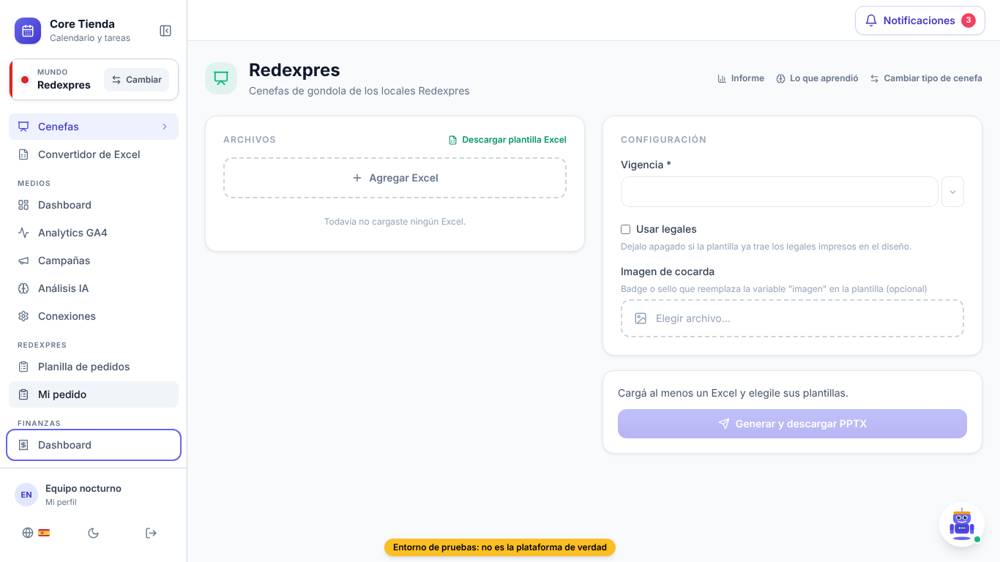 Core Tienda
Calendario y tareas
MUNDO
Redexpres
Cambiar
Cenefas
Convertidor de Excel
MEDIOS
Dashboard
Analytics GA4
Campañas
Análisis IA
Conexiones
REDEXPRES
Planilla de pedidos
Mi pedido
FINANZAS
Dashboard
EN
Equipo nocturno
Mi perfil
Notificaciones 3
Redexpres
Cenefas de gondola de los locales Redexpres
Informe
Lo que aprendió
Cambiar tipo de cenefa
ARCHIVOS
Descargar plantilla Excel
Agregar Excel
Todavía no cargaste ningún Excel.
CONFIGURACIÓN
Vigencia *
Usar legales
Dejalo apagado si la plantilla ya trae los legales impresos en el diseño.
Imagen de cocarda
Badge o sello que reemplaza la variable "imagen" en la plantilla (opcional)
Elegir archivo...
Cargá al menos un Excel y elegile sus plantillas.
Generar y descargar PPTX
Entorno de pruebas: no es la plataforma de verdad